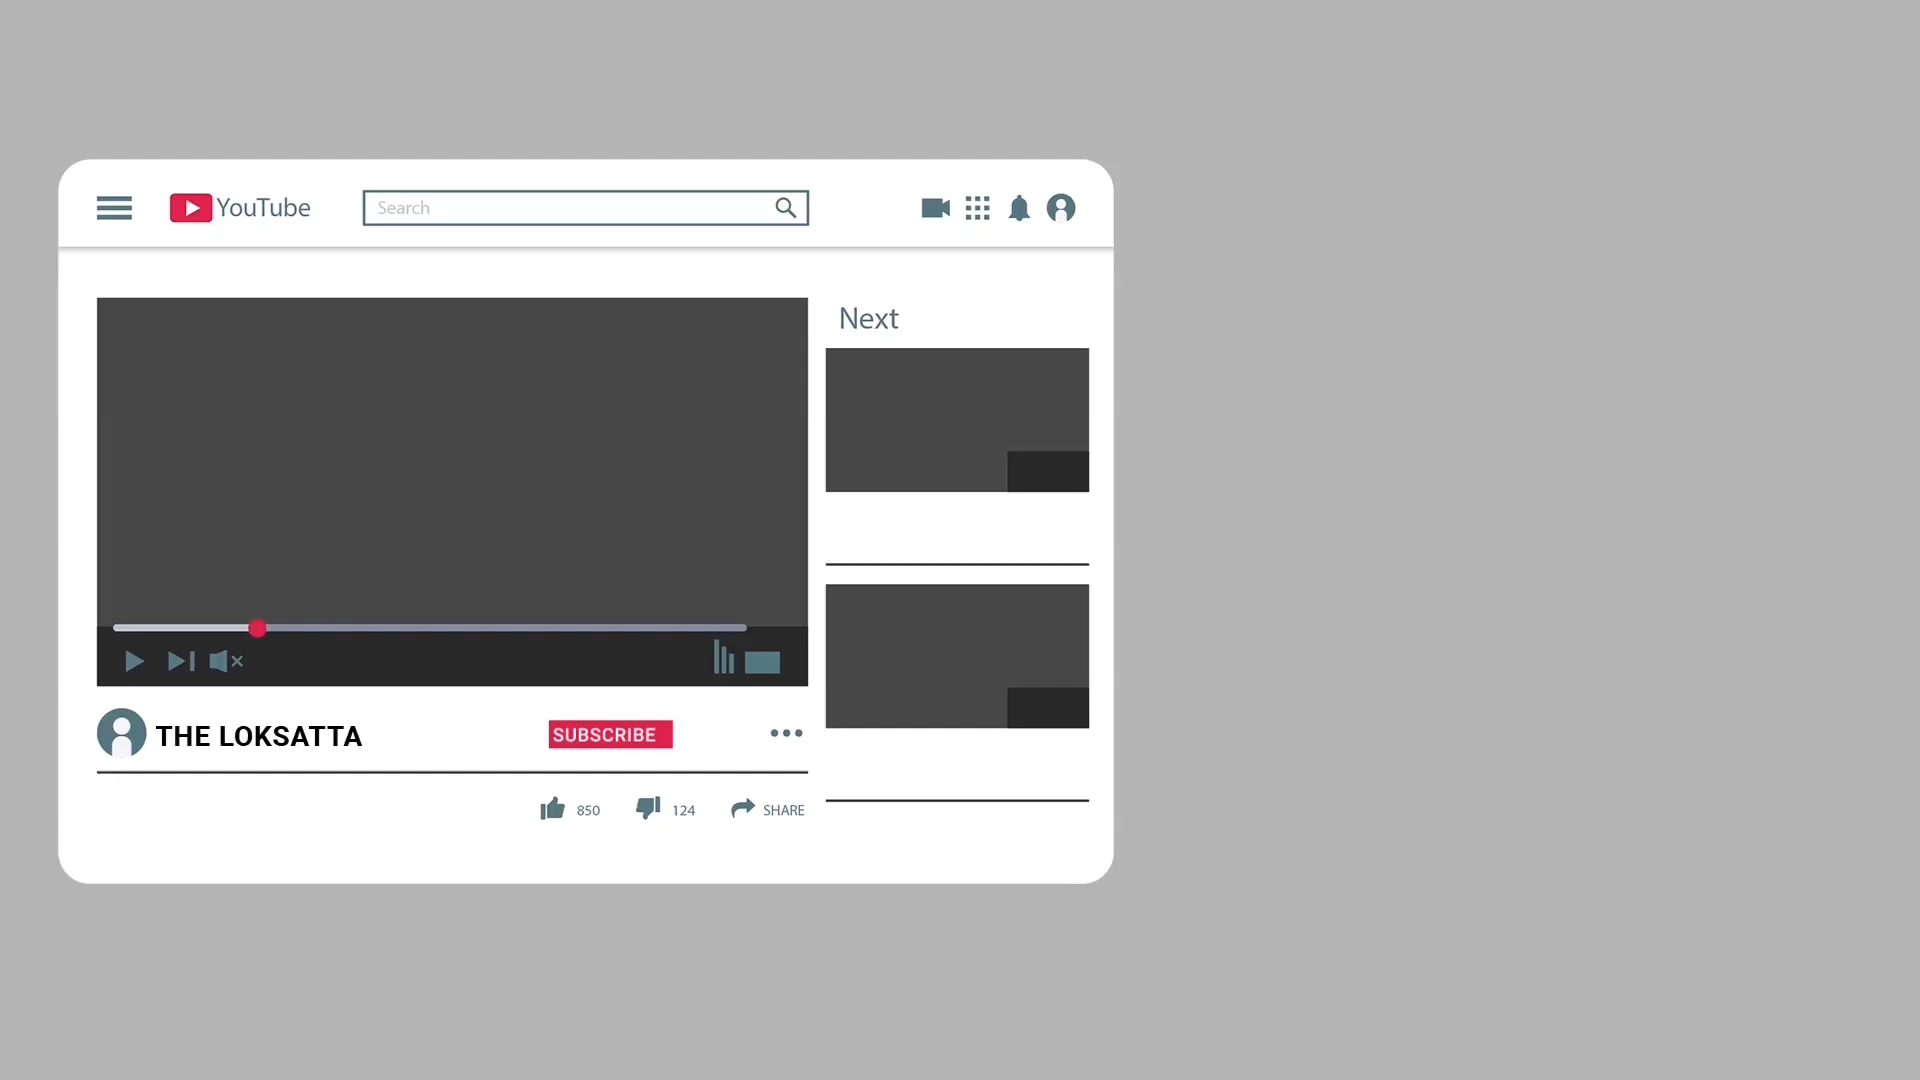 YouTube
Search
Next
THE LOKSATTA
SUBSCRIBE
850
124
SHARE